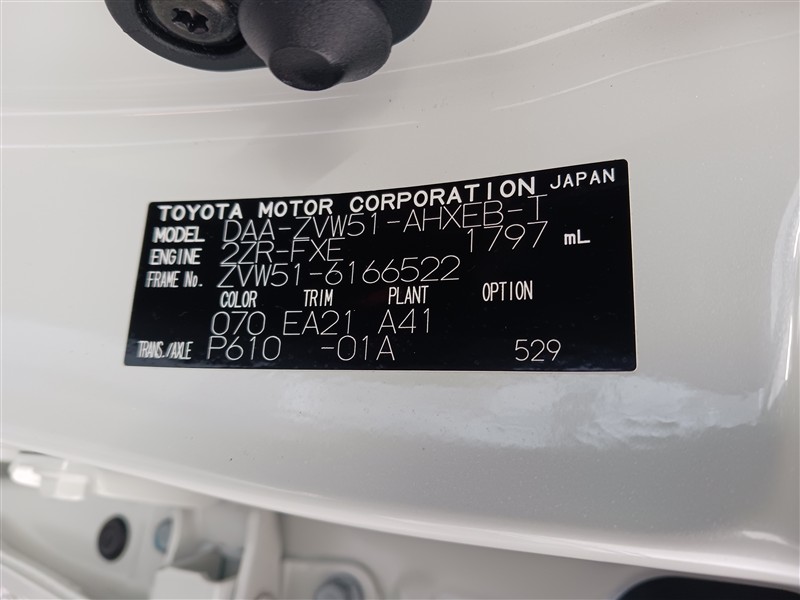 TOYOTA MOTOR CORPORATION JAPAN
MODEL DAA-ZVW51-AHXEB-T
ENGINE 2ZR-FXE 1797 mL
FRAME No. ZVW51-6166522
COLOR TRIM PLANT OPTION
070 EA21 A41
TRANS./AXLE P610 -01A 529